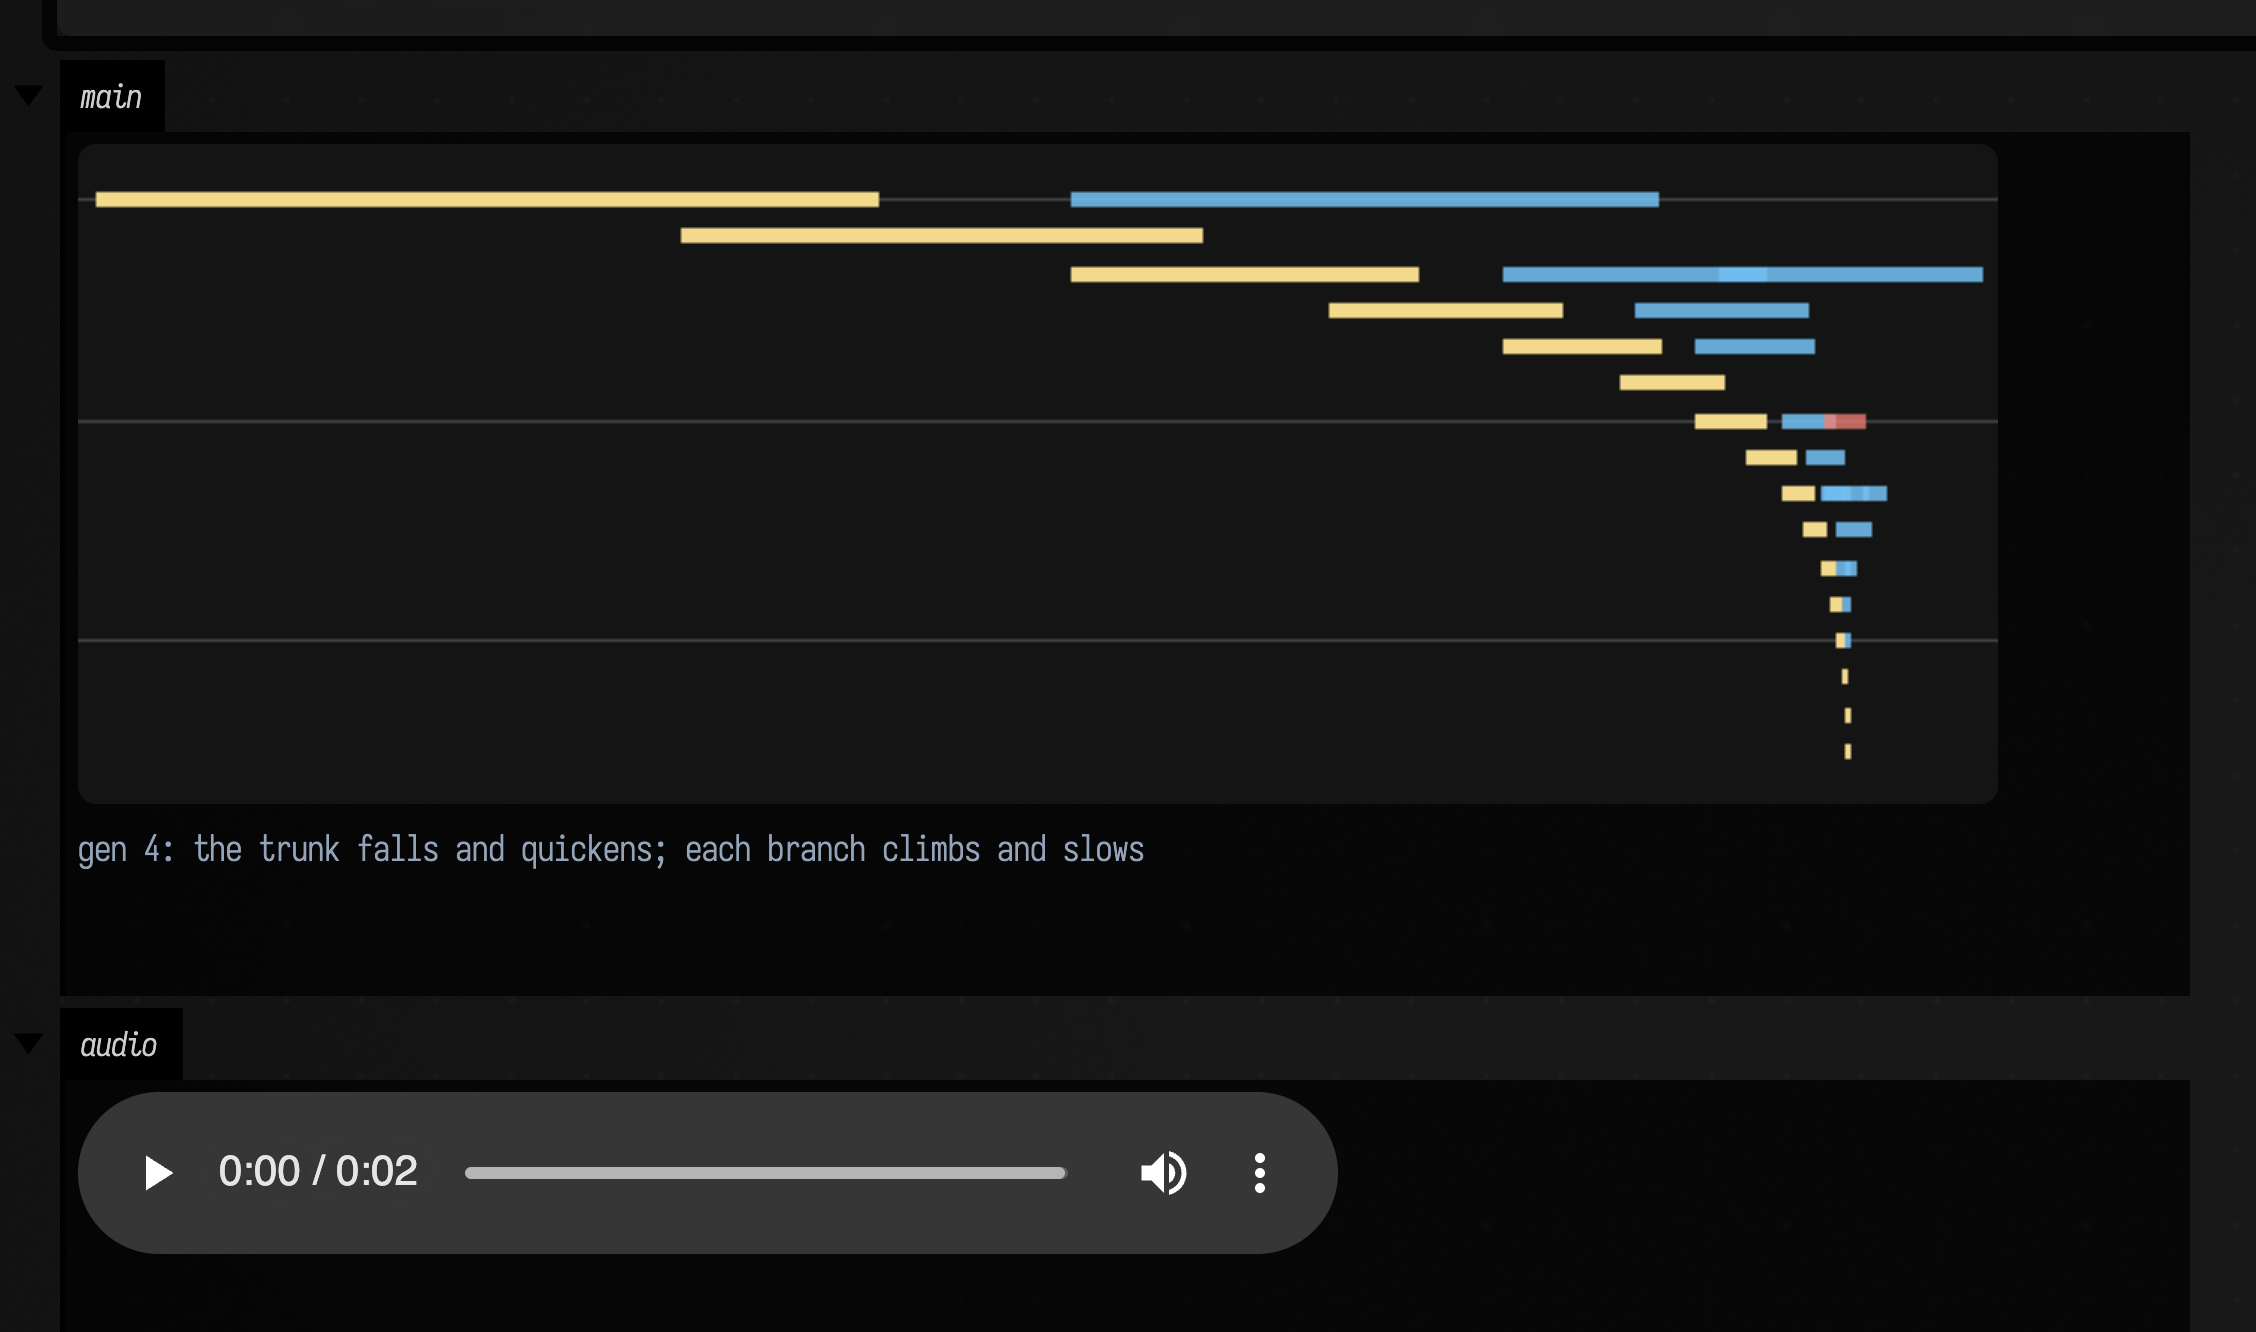 main
gen 4: the trunk falls and quickens; each branch climbs and slows
audio
0:00 / 0:02